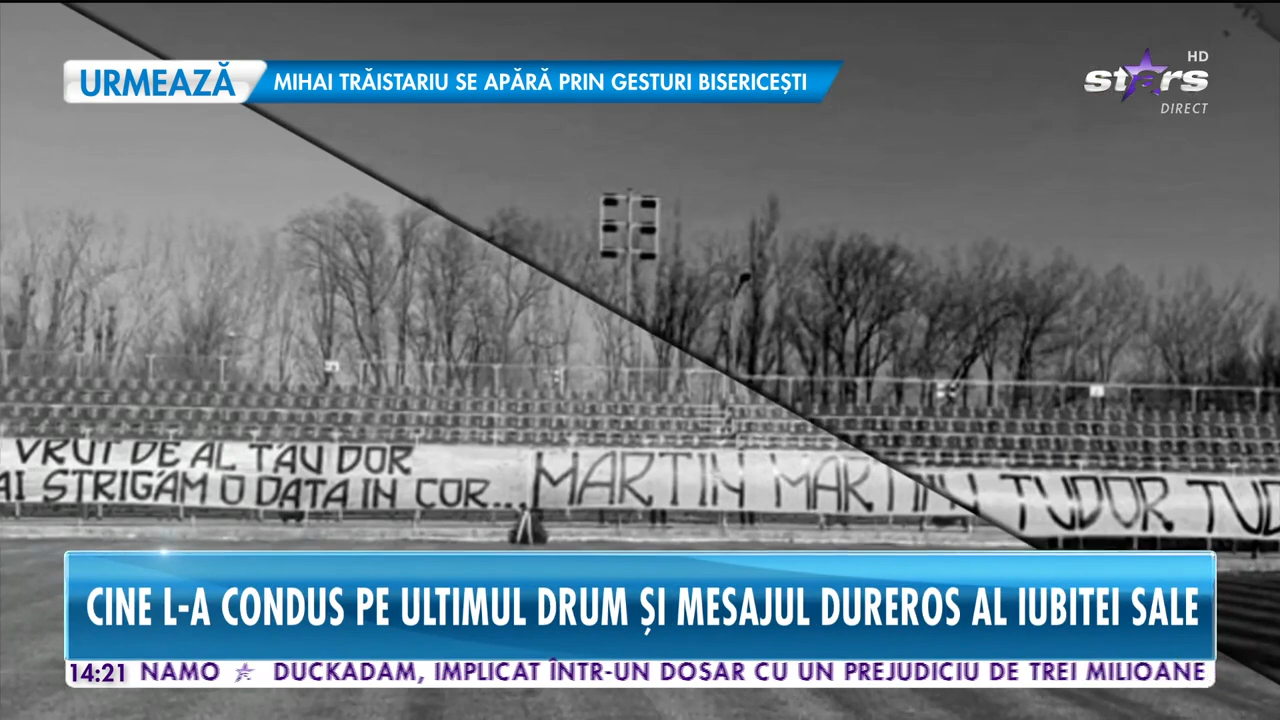 URMEAZĂ
MIHAI TRĂISTARIU SE APĂRĂ PRIN GESTURI BISERICEȘTI
HD
stars
DIRECT
VRUT DE AL TĂU DOR
AI STRIGĂM O DATA IN COR...
MARTIN MARTIN
TUDOR TUD
CINE L-A CONDUS PE ULTIMUL DRUM ȘI MESAJUL DUREROS AL IUBITEI SALE
14:21 NAMO DUCKADAM, IMPLICAT ÎNTR-UN DOSAR CU UN PREJUDICIU DE TREI MILIOANE